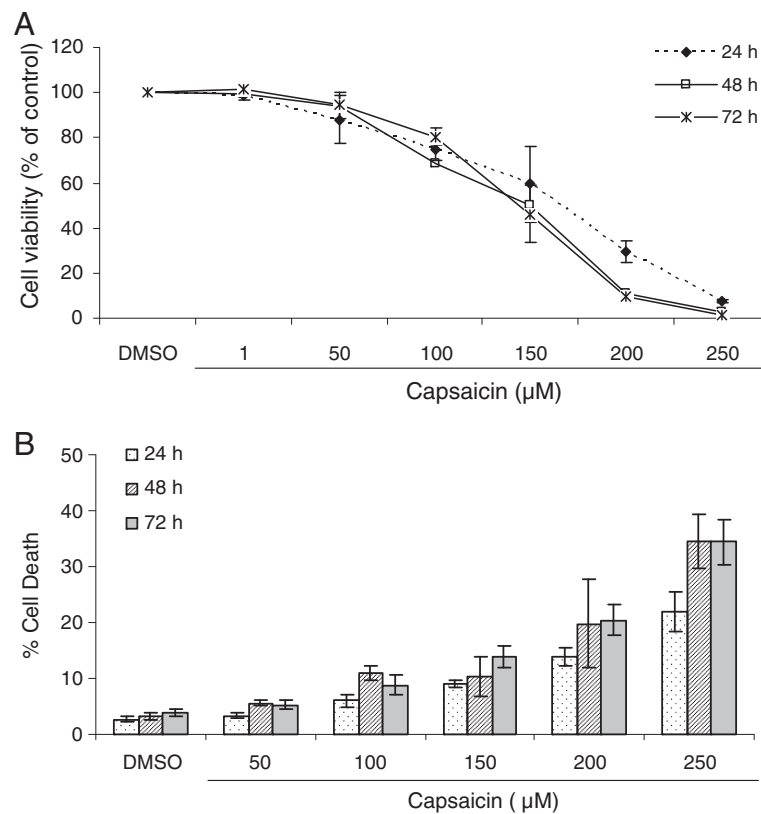 A
Cell viability (% of control)
120
100
80
60
40
20
0
24 h
48 h
72 h
DMSO 1 50 100 150 200 250
Capsaicin (µM)
B
% Cell Death
50
40
30
20
10
0
24 h
48 h
72 h
DMSO 50 100 150 200 250
Capsaicin ( µM)